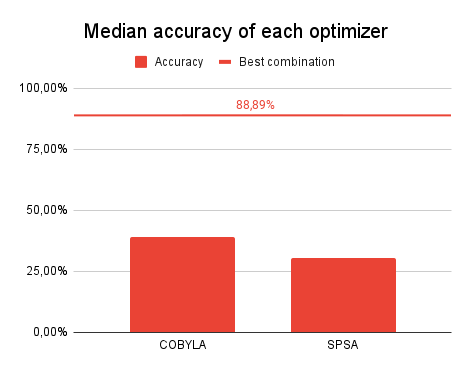 Median accuracy of each optimizer
Accuracy Best combination
100,00%
88,89%
75,00%
50,00%
25,00%
0,00%
COBYLA SPSA